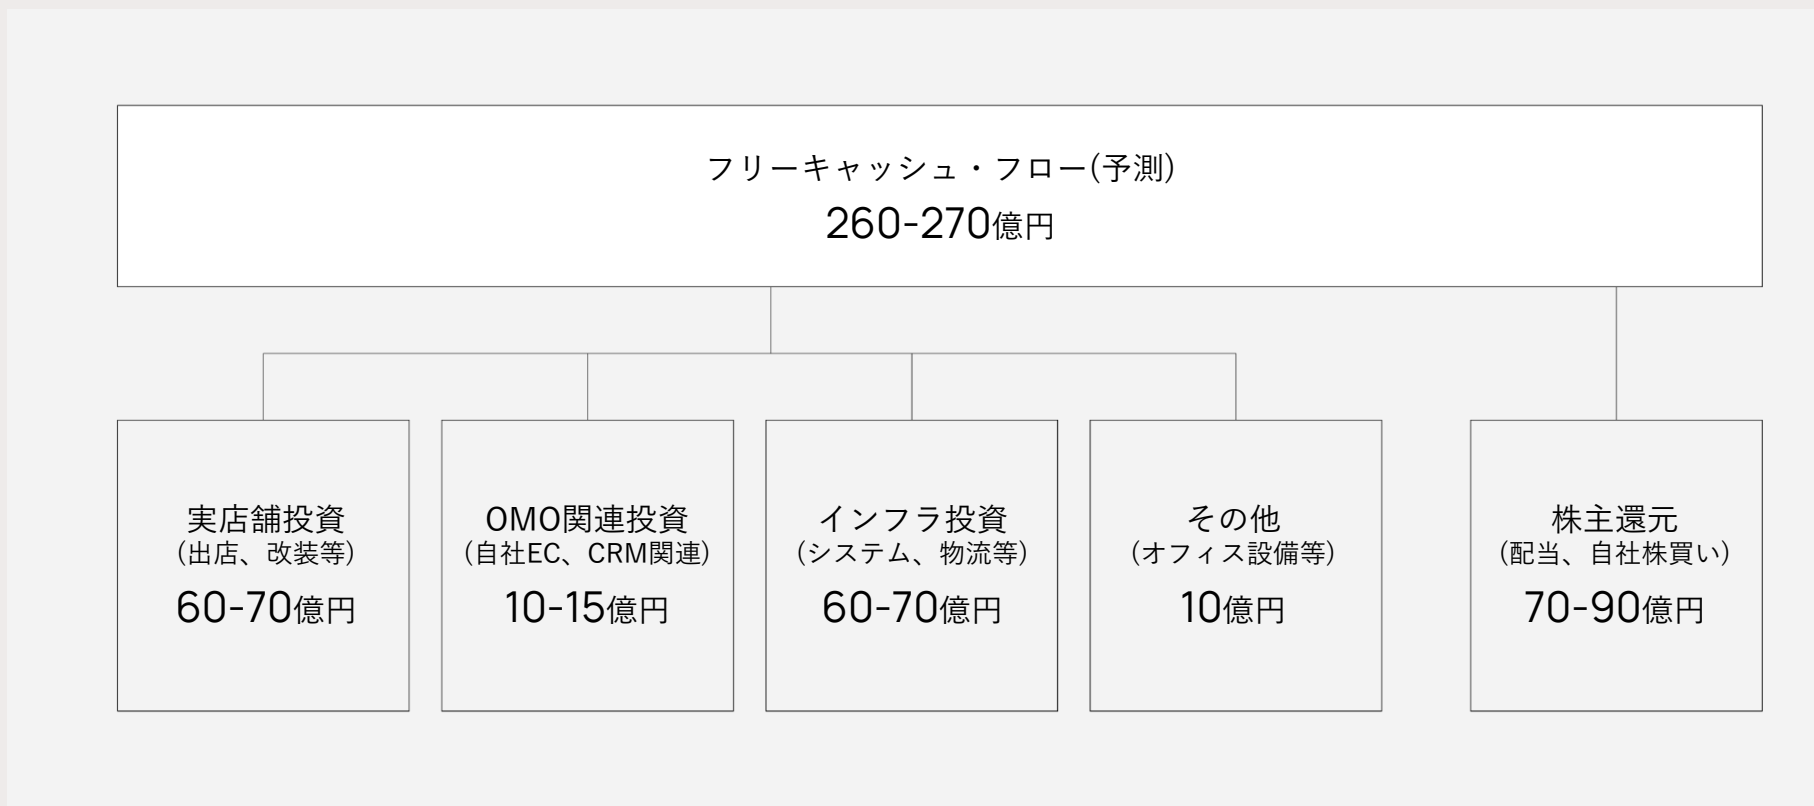 フリーキャッシュ・フロー(予測)
260-270億円
実店舗投資
(出店、改装等)
60-70億円
OMO関連投資
(自社EC、CRM関連)
10-15億円
インフラ投資
(システム、物流等)
60-70億円
その他
(オフィス設備等)
10億円
株主還元
(配当、自社株買い)
70-90億円